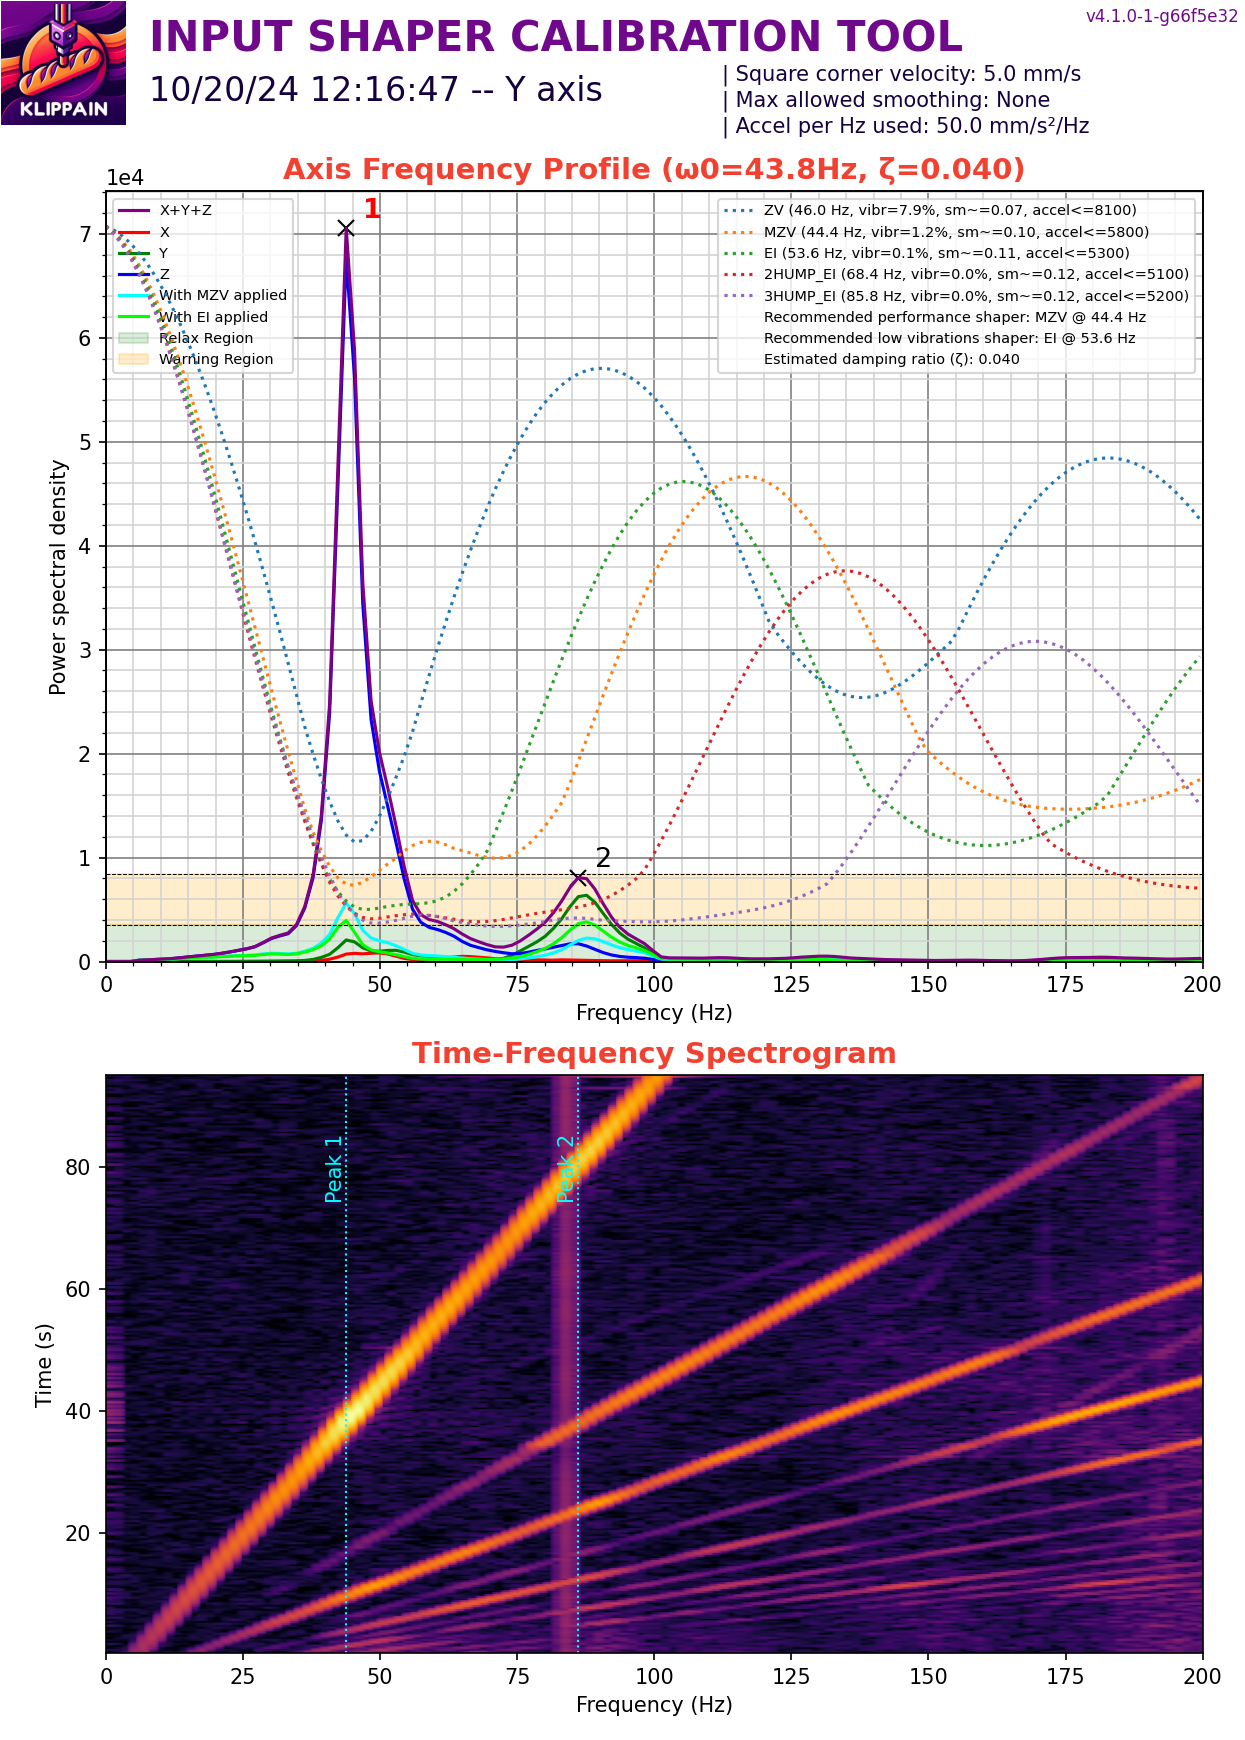 v4.1.0-1-g66f5e32
INPUT SHAPER CALIBRATION TOOL
10/20/24 12:16:47 -- Y axis
| Square corner velocity: 5.0 mm/s
| Max allowed smoothing: None
| Accel per Hz used: 50.0 mm/s²/Hz
KLIPPAIN
Axis Frequency Profile (ω0=43.8Hz, ζ=0.040)
1e4
1
X+Y+Z
X
Y
Z
With MZV applied
With EI applied
Relax Region
Warning Region
ZV (46.0 Hz, vibr=7.9%, sm~=0.07, accel<=8100)
MZV (44.4 Hz, vibr=1.2%, sm~=0.10, accel<=5800)
EI (53.6 Hz, vibr=0.1%, sm~=0.11, accel<=5300)
2HUMP_EI (68.4 Hz, vibr=0.0%, sm~=0.12, accel<=5100)
3HUMP_EI (85.8 Hz, vibr=0.0%, sm~=0.12, accel<=5200)
Recommended performance shaper: MZV @ 44.4 Hz
Recommended low vibrations shaper: EI @ 53.6 Hz
Estimated damping ratio (ζ): 0.040
7
6
5
4
3
2
1
0
Power spectral density
2
0 25 50 75 100 125 150 175 200
Frequency (Hz)
Time-Frequency Spectrogram
Peak 1
Peak 2
80
60
40
20
Time (s)
0 25 50 75 100 125 150 175 200
Frequency (Hz)